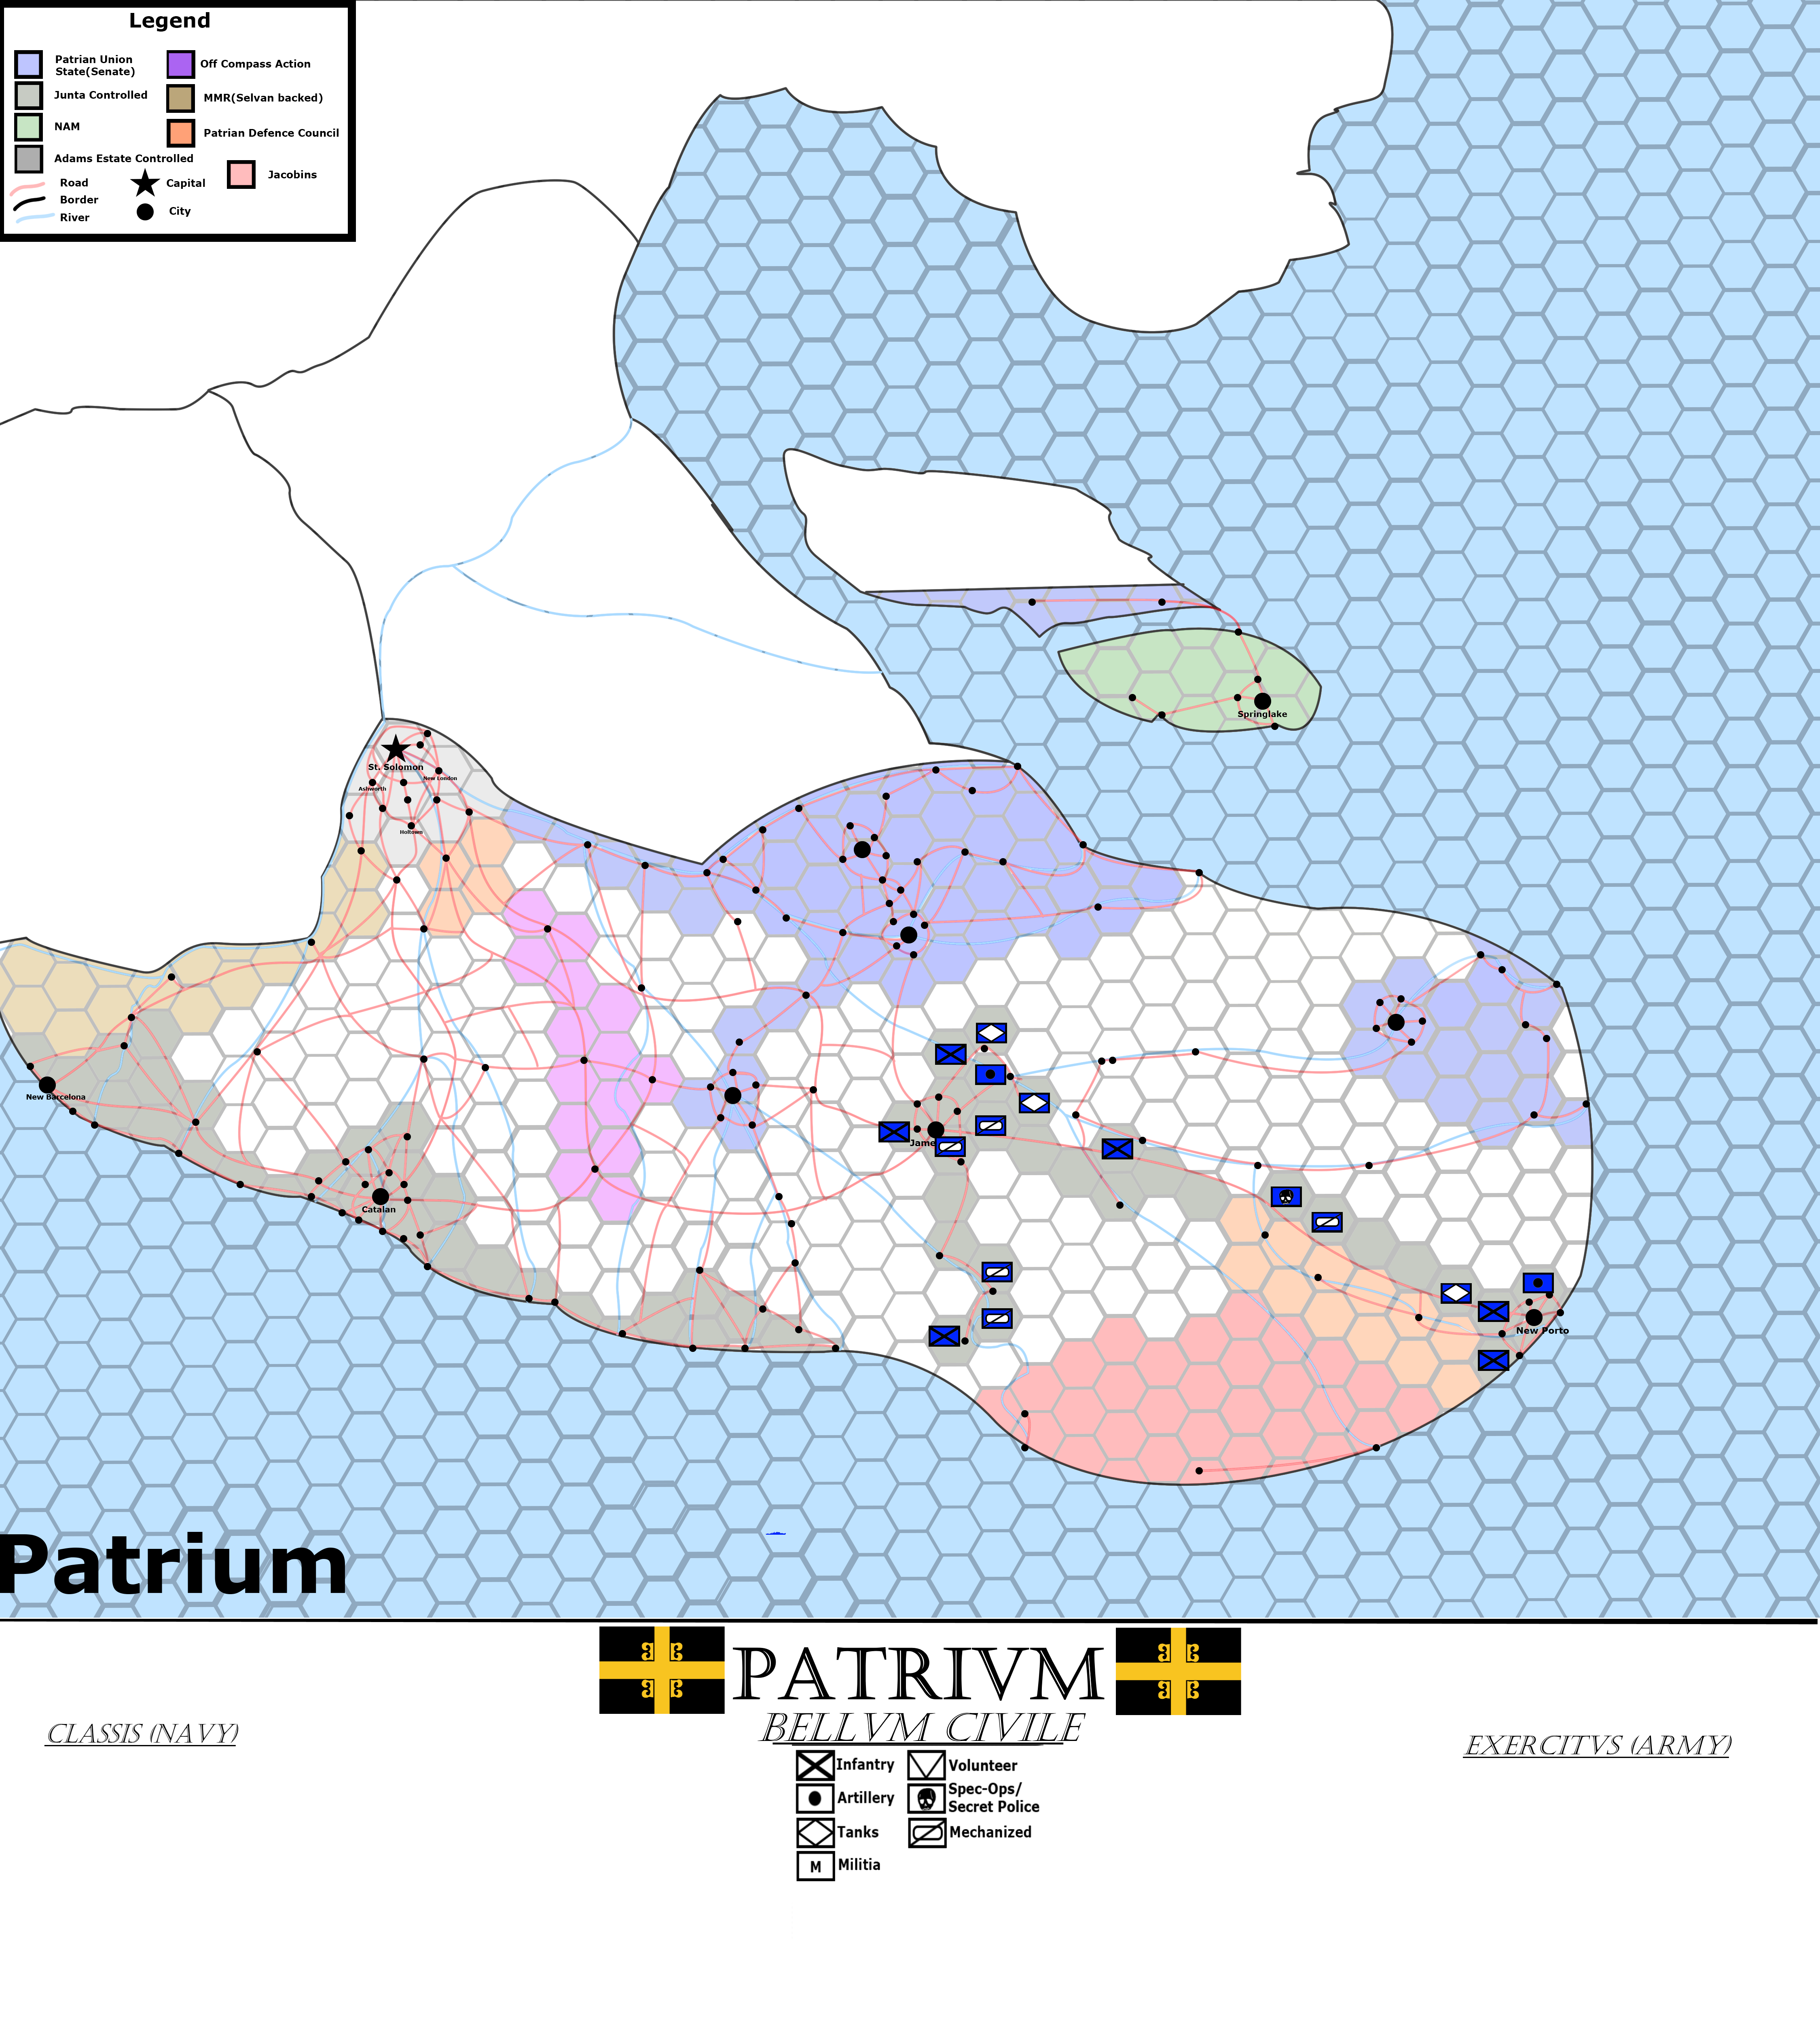 Legend
Patrian Union
State(Senate)
Off Compass Action
Junta Controlled
MMR(Selvan backed)
NAM
Patrian Defence Council
Adams Estate Controlled
Jacobins
Road
Capital
Border
River
City
Springlake
St. Solomon
New London
Ashworth
Holtown
New Barcelona
Jame
Catalan
New Porto
Patrium
PATRIVM
BELLVM CIVILE
CLASSIS (NAVY)
EXERCITVS (ARMY)
Infantry
Volunteer
Artillery
Spec-Ops/
Secret Police
Tanks
Mechanized
M
Militia